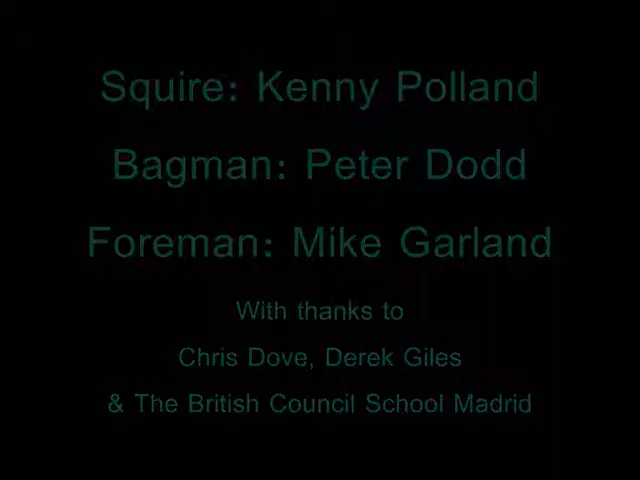 Squire: Kenny Polland
Bagman: Peter Dodd
Foreman: Mike Garland
With thanks to
Chris Dove, Derek Giles
& The British Council School Madrid